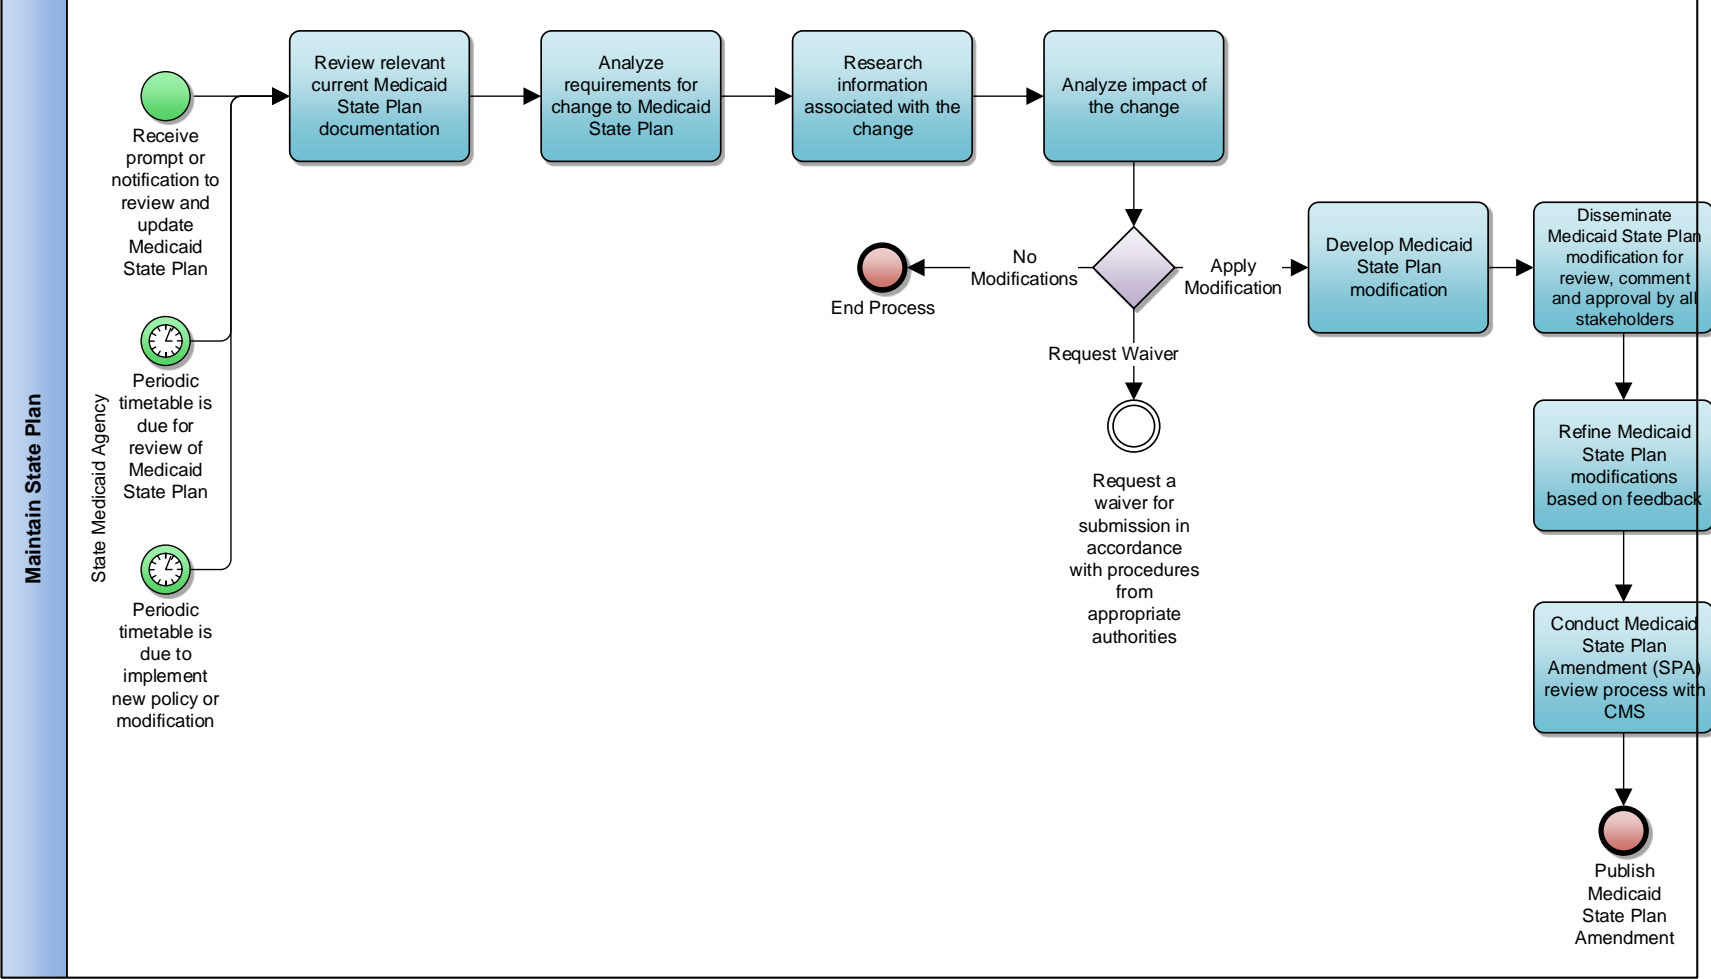 Maintain State Plan
State Medicaid Agency
Receive
prompt or
notification to
review and
update
Medicaid
State Plan
Periodic
timetable is
due for
review of
Medicaid
State Plan
Periodic
timetable is
due to
implement
new policy or
modification
Review relevant
current Medicaid
State Plan
documentation
Analyze
requirements for
change to Medicaid
State Plan
Research
information
associated with the
change
Analyze impact of
the change
No
Modifications
End Process
Apply
Modification
Request Waiver
Request a
waiver for
submission in
accordance
with procedures
from
appropriate
authorities
Develop Medicaid
State Plan
modification
Disseminate
Medicaid State Plan
modification for
review, comment
and approval by all
stakeholders
Refine Medicaid
State Plan
modifications
based on feedback
Conduct Medicaid
State Plan
Amendment (SPA)
review process with
CMS
Publish
Medicaid
State Plan
Amendment